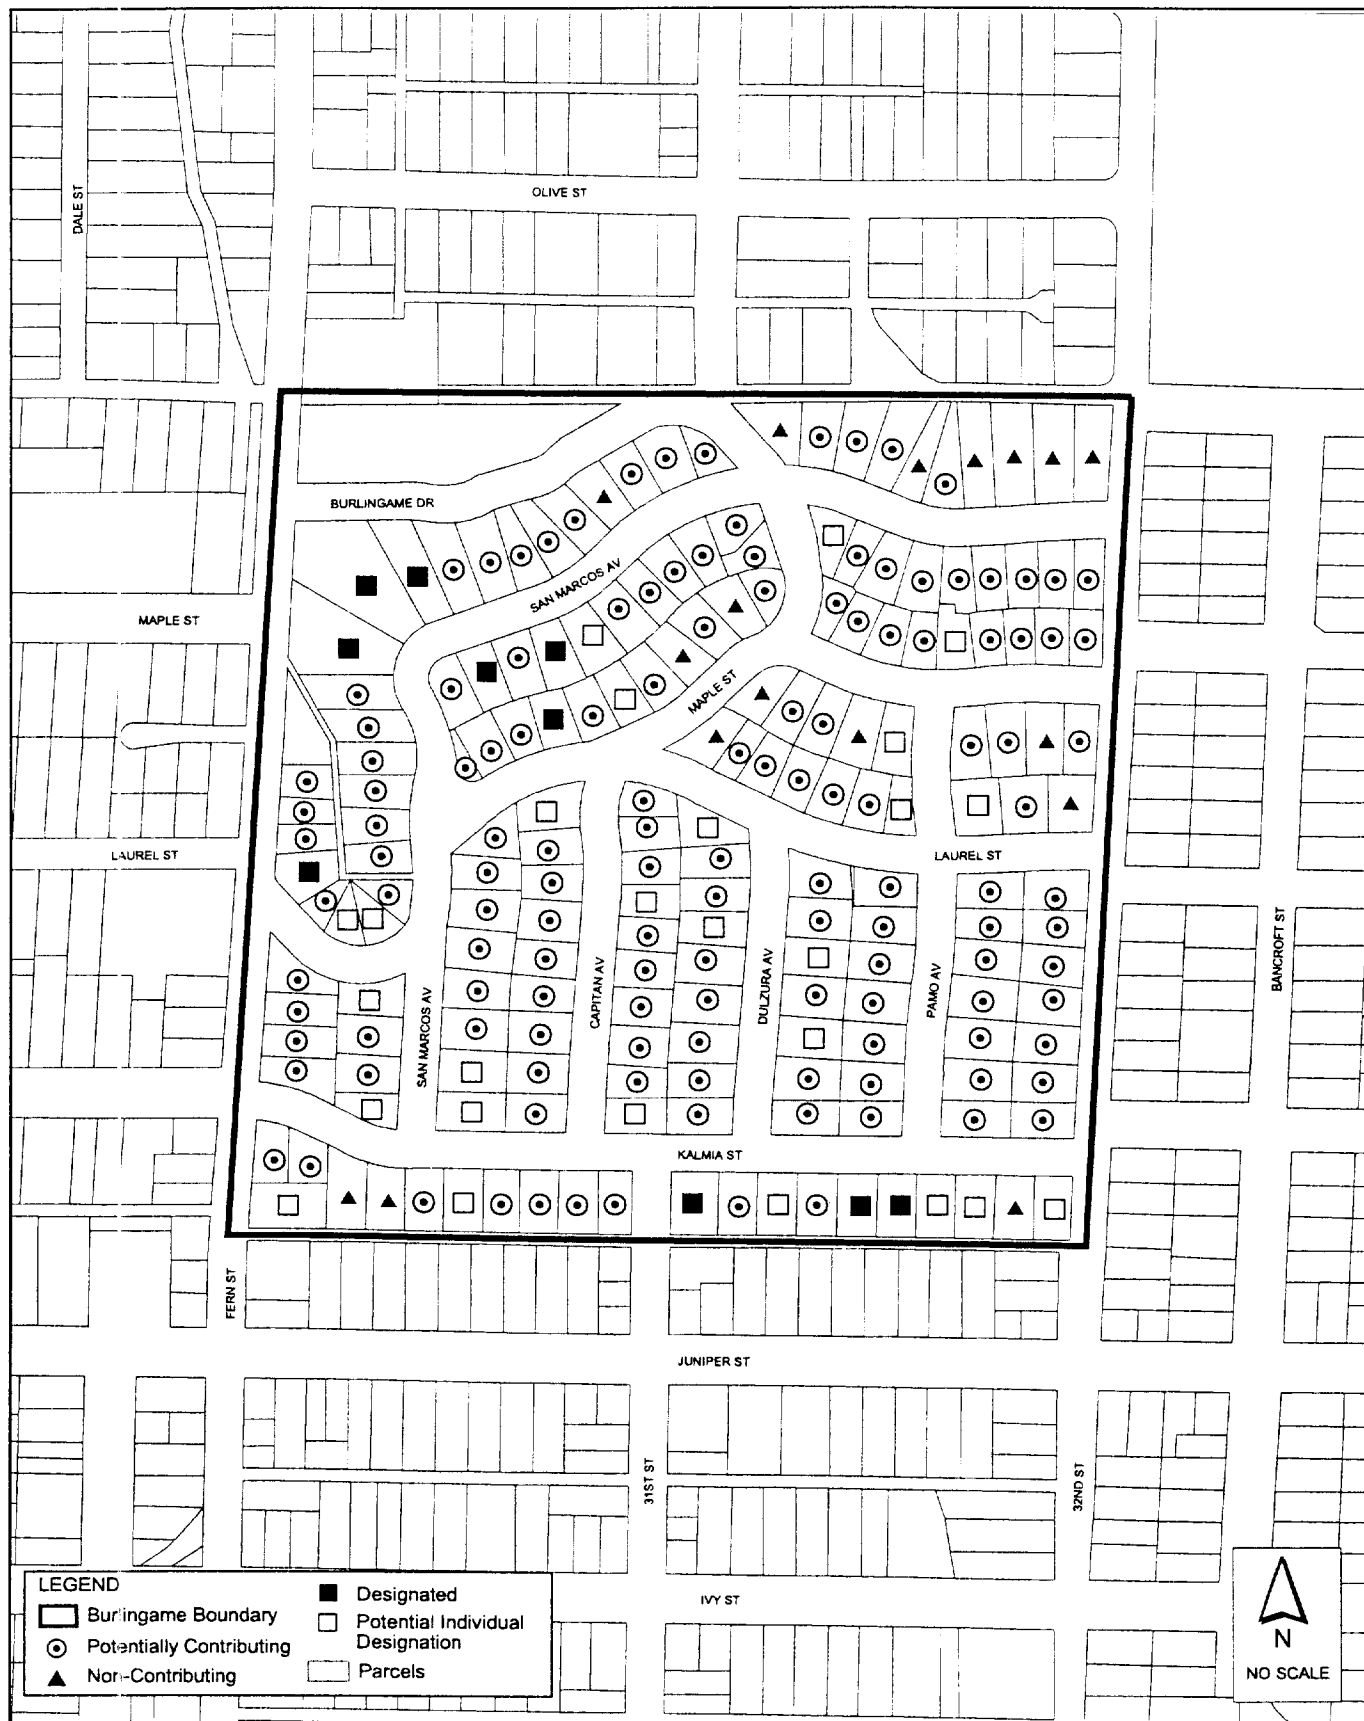 OLIVE ST
DALE ST
BURLINGAME DR
SAN MARCOS AV
MAPLE ST
MAPLE ST
LAUREL ST
LAUREL ST
SAN MARCOS AV
CAPITAN AV
DULZURA AV
PAMO AV
BANCROFT ST
KALMIA ST
FERN ST
JUNIPER ST
31ST ST
32ND ST
IVY ST
LEGEND
Burlingame Boundary
Potentially Contributing
Non-Contributing
Designated
Potential Individual
Designation
Parcels
N
NO SCALE